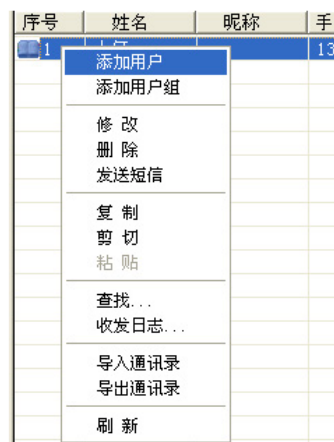 序号 姓名 昵称 手
1 13
添加用户
添加用户组
修 改
删 除
发送短信
复 制
剪 切
粘 贴
查找...
收发日志...
导入通讯录
导出通讯录
刷 新